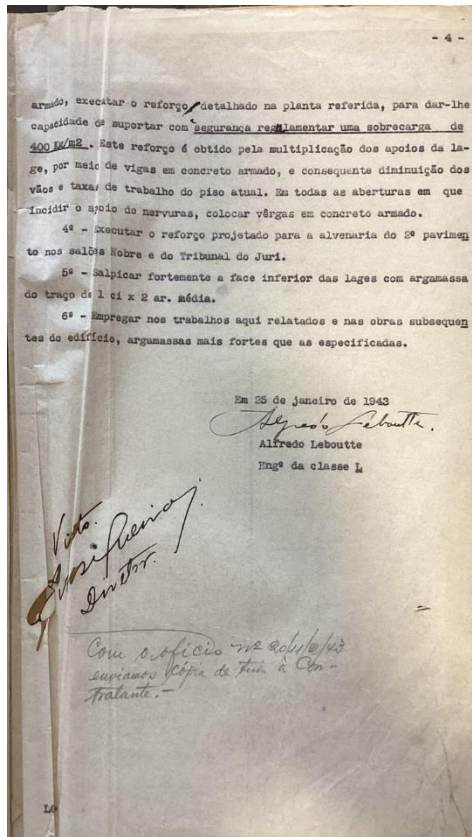 - 4 -
armado, executar o reforço detalhado na planta referida, para dar-lhe
capacidade de suportar com segurança regulamentar uma sobrecarga de
400 Kg/m2. Este reforço é obtido pela multiplicação dos apoios da la-
ge, por meio de vigas em concreto armado, e consequente diminuição dos
vãos e taxas de trabalho do piso atual. Em todas as aberturas em que
incidir o apoio de nervuras, colocar vêrgas em concreto armado.
4º - Executar o reforço projetado para a alvenaria do 2º pavimen
to nos salões Nobre e do Tribunal do Juri.
5º - Salpicar fortemente a face inferior das lages com argamassa
do traço de 1 ci x 2 ar. média.
6º - Empregar nos trabalhos aqui relatados e nas obras subsequen
tes do edifício, argamassas mais fortes que as especificadas.
Em 25 de janeiro de 1943
Alfredo Leboutte.
Alfredo Leboutte
Engº da classe L
Visto.
Diretor.
Com o ofício nº
enviamos cópia de à Con-
tratante. -